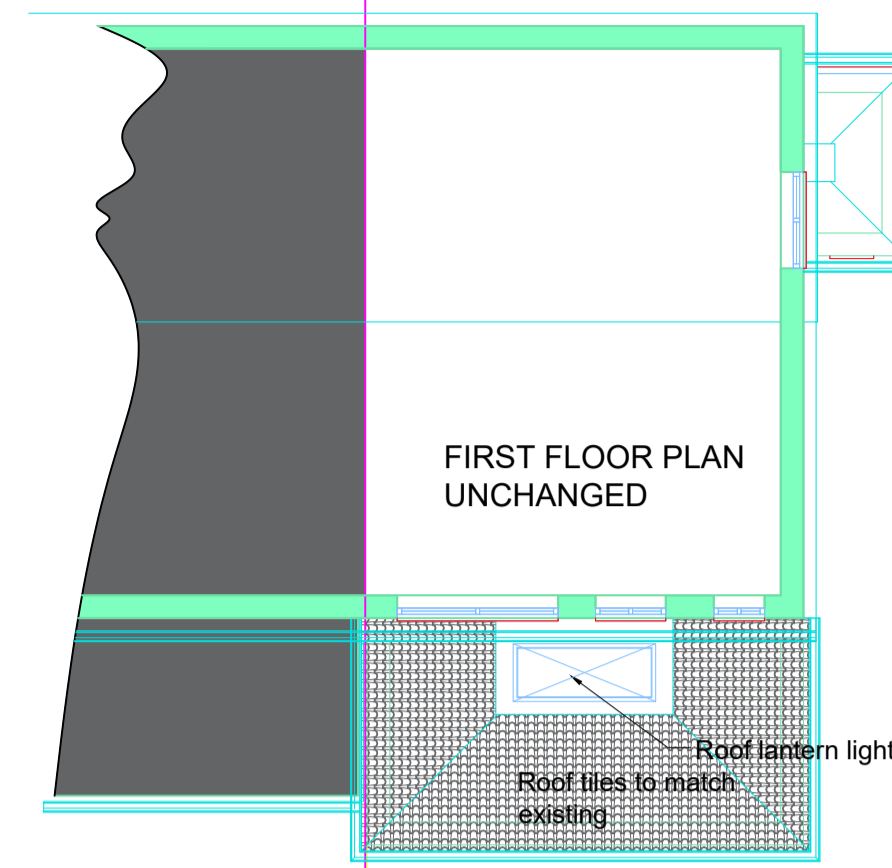 FIRST FLOOR PLAN
UNCHANGED
Roof lantern light
Roof tiles to match
existing